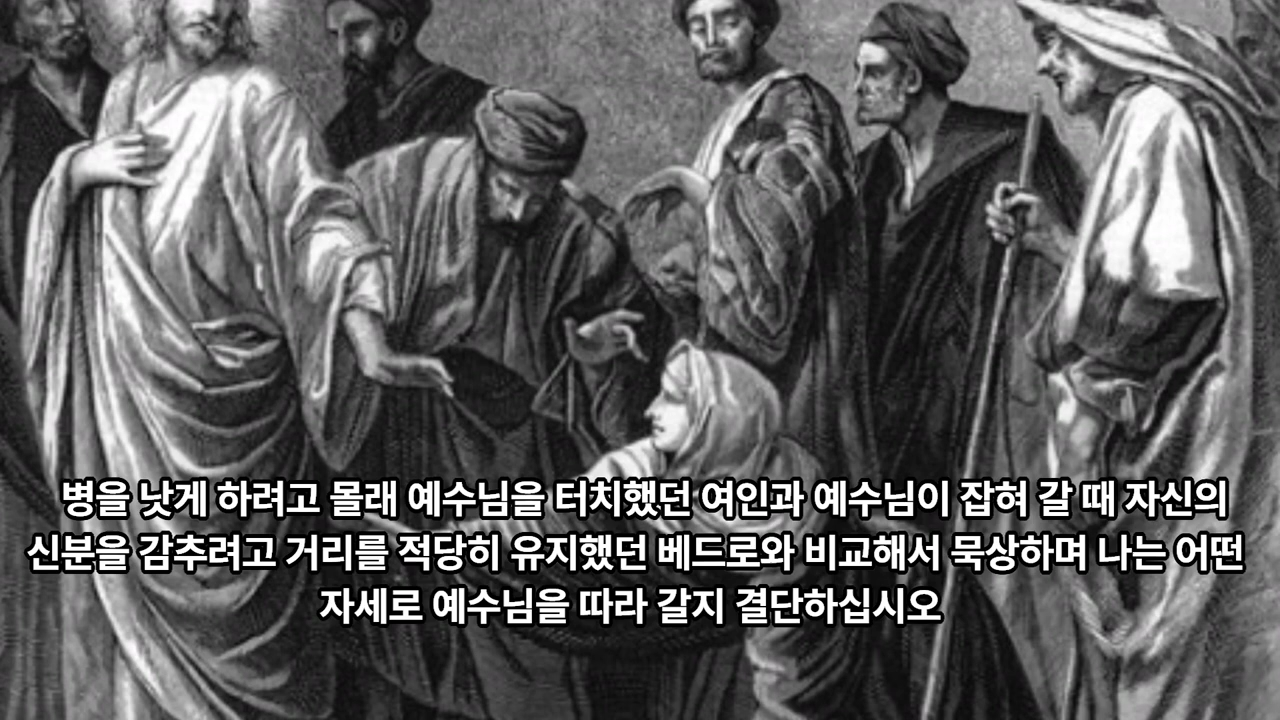 병을 낫게 하려고 몰래 예수님을 터치했던 여인과 예수님이 잡혀 갈 때 자신의
신분을 감추려고 거리를 적당히 유지했던 베드로와 비교해서 묵상하며 나는 어떤
자세로 예수님을 따라 갈지 결단하십시오